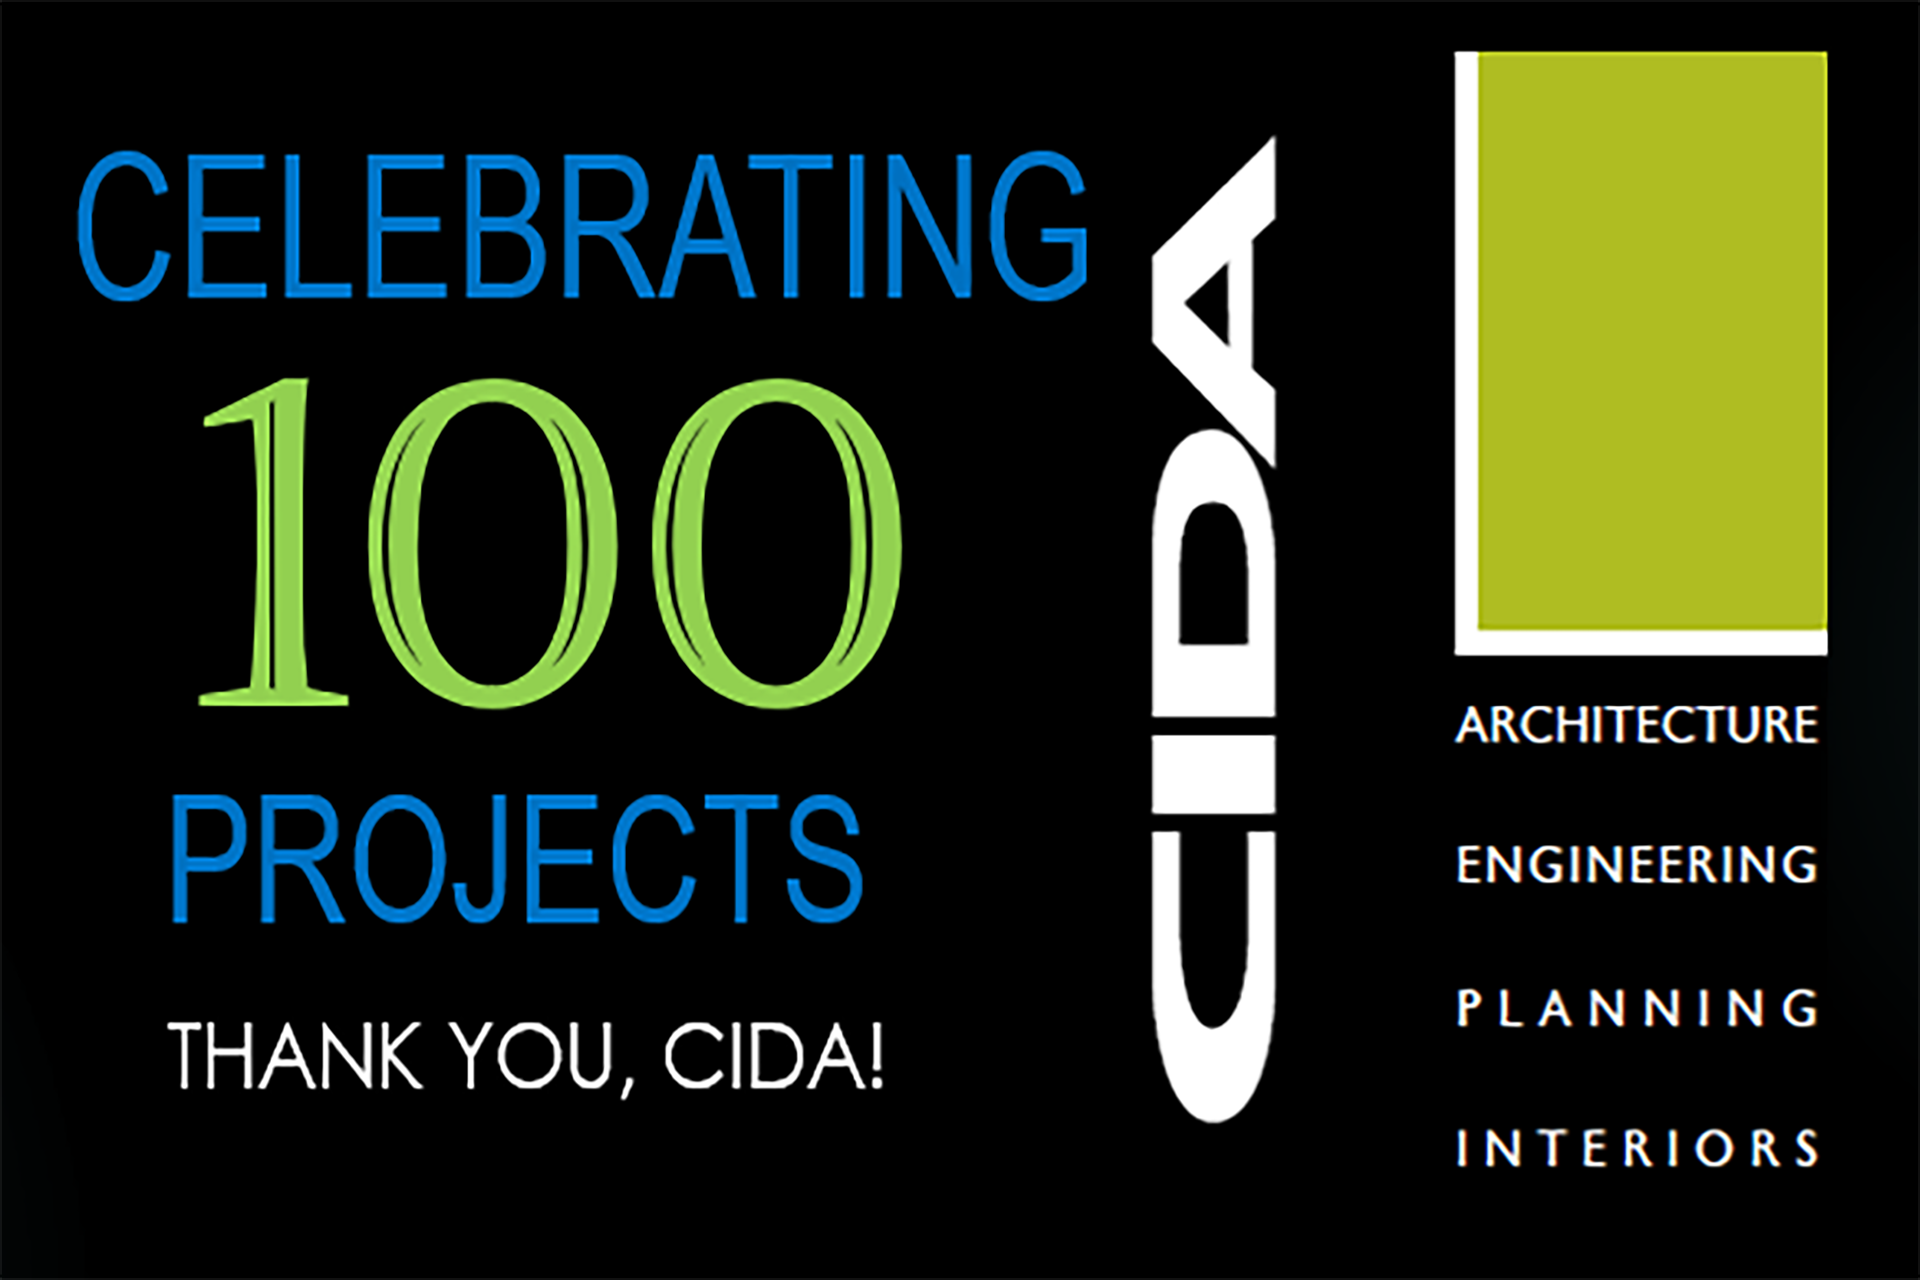 CELEBRATING
100
PROJECTS
THANK YOU, CIDA!
CIDA
ARCHITECTURE
ENGINEERING
PLANNING
INTERIORS